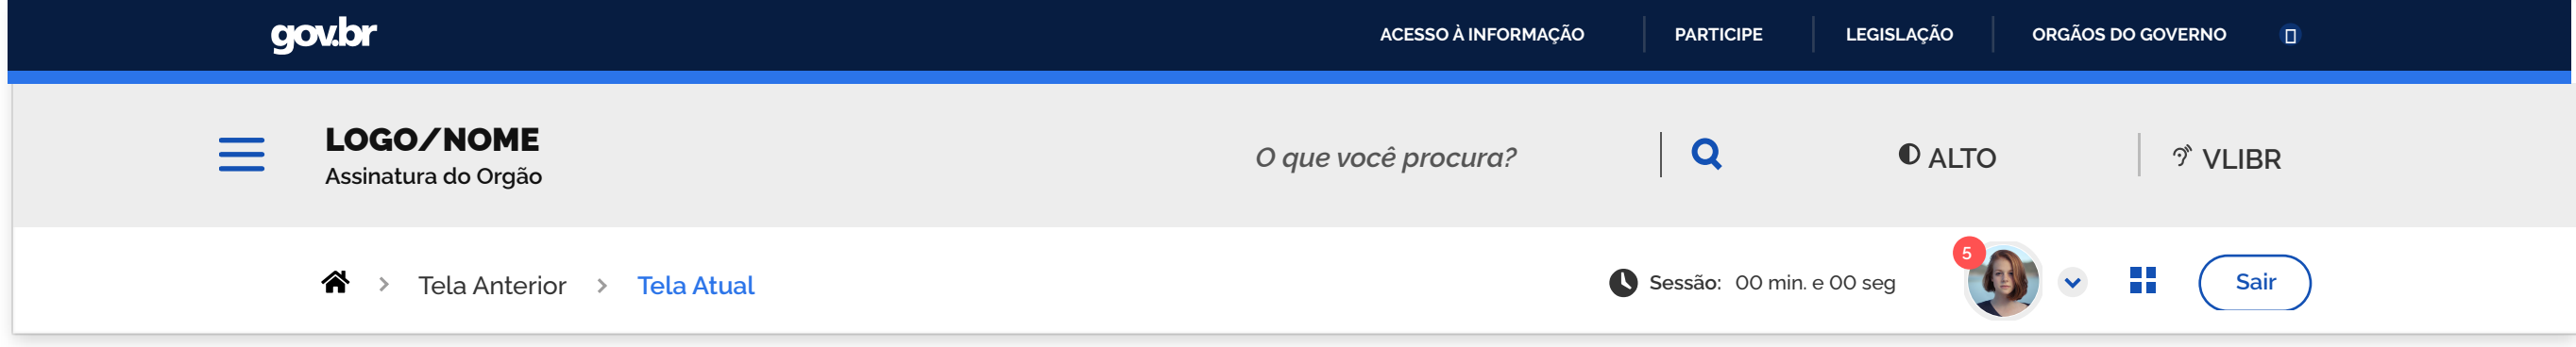 gov.br ACESSO À INFORMAÇÃO PARTICIPE LEGISLAÇÃO ORGÃOS DO GOVERNO
LOGO/NOME
Assinatura do Orgão
O que você procura? ALTO VLIBR
Tela Anterior Tela Atual Sessão: 00 min. e 00 seg 5 Sair